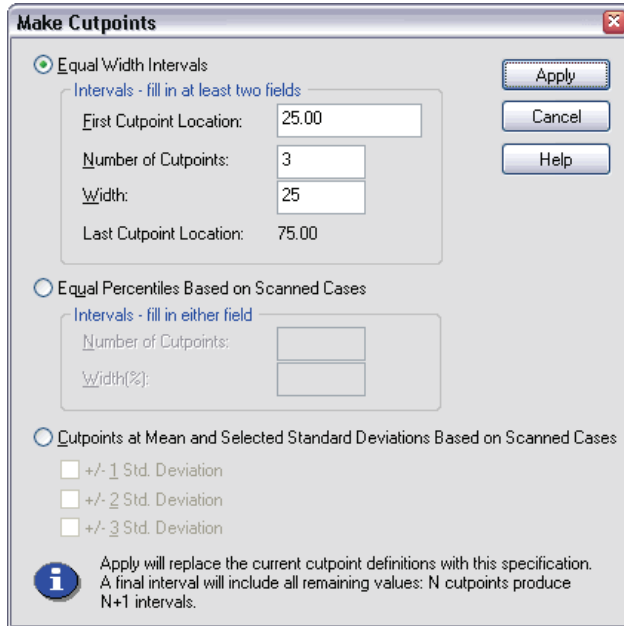 Make Cutpoints
Equal Width Intervals
Intervals - fill in at least two fields
First Cutpoint Location: 25.00
Number of Cutpoints: 3
Width: 25
Last Cutpoint Location: 75.00
Apply
Cancel
Help
Equal Percentiles Based on Scanned Cases
Intervals - fill in either field
Number of Cutpoints:
Width(%):
Cutpoints at Mean and Selected Standard Deviations Based on Scanned Cases
+/- 1 Std. Deviation
+/- 2 Std. Deviation
+/- 3 Std. Deviation
Apply will replace the current cutpoint definitions with this specification.
A final interval will include all remaining values: N cutpoints produce
N+1 intervals.